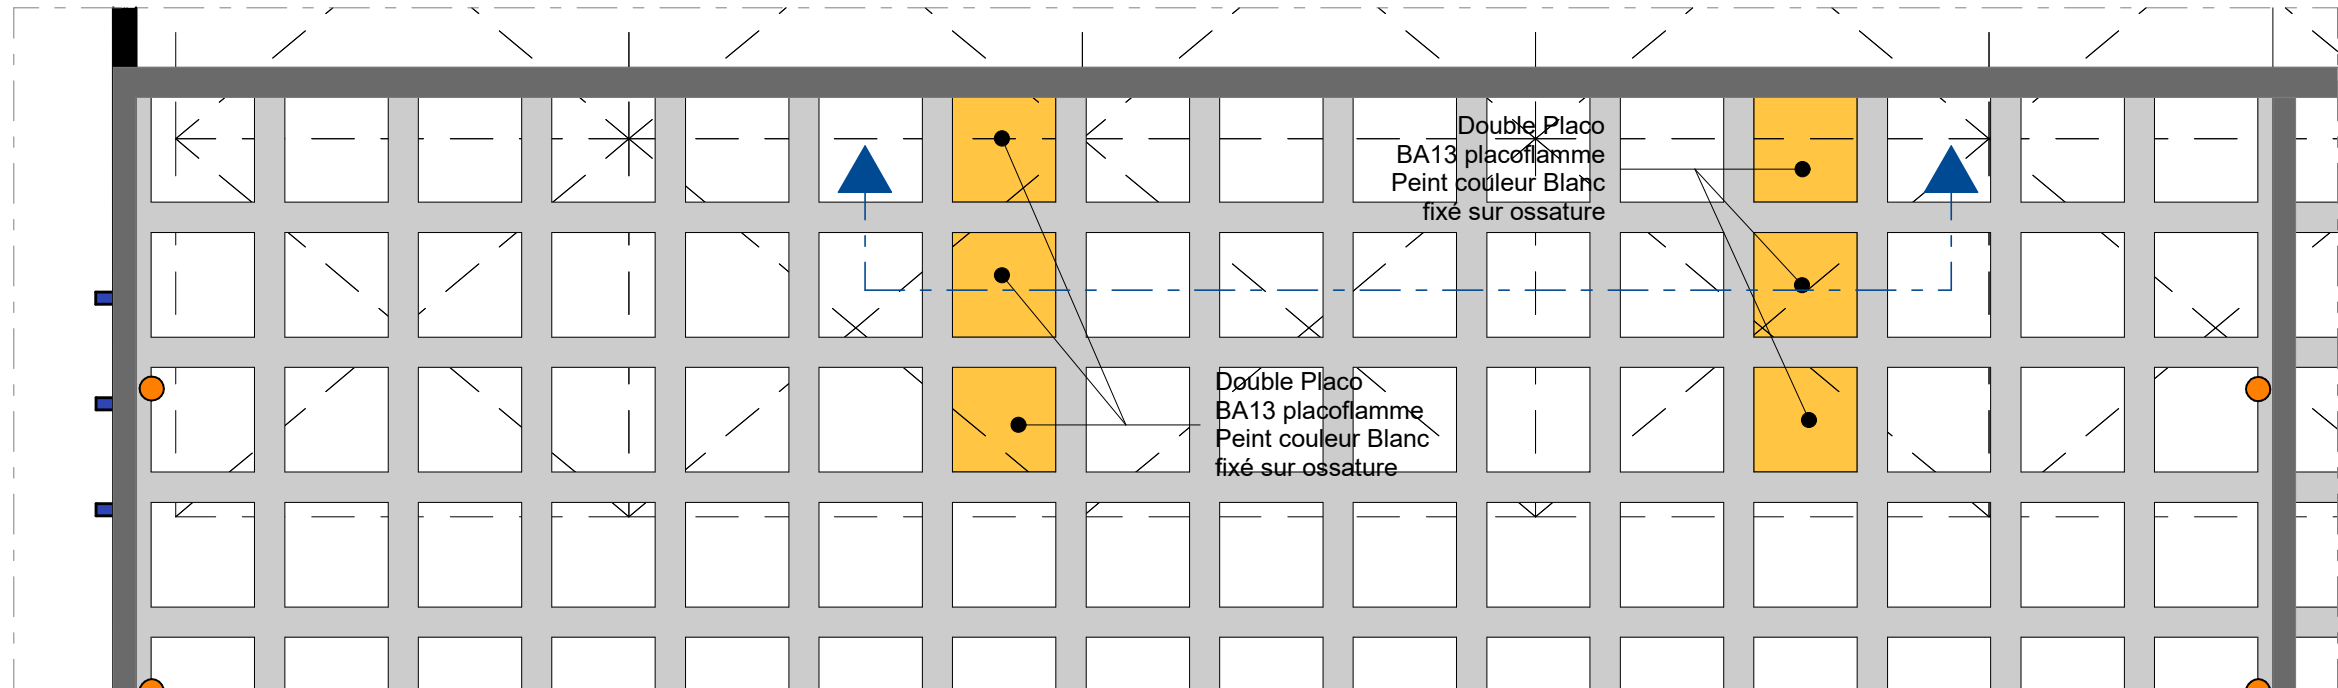 Double Placo
BA13 placoflamme
Peint couleur Blanc
fixé sur ossature
Double Placo
BA13 placoflamme
Peint couleur Blanc
fixé sur ossature